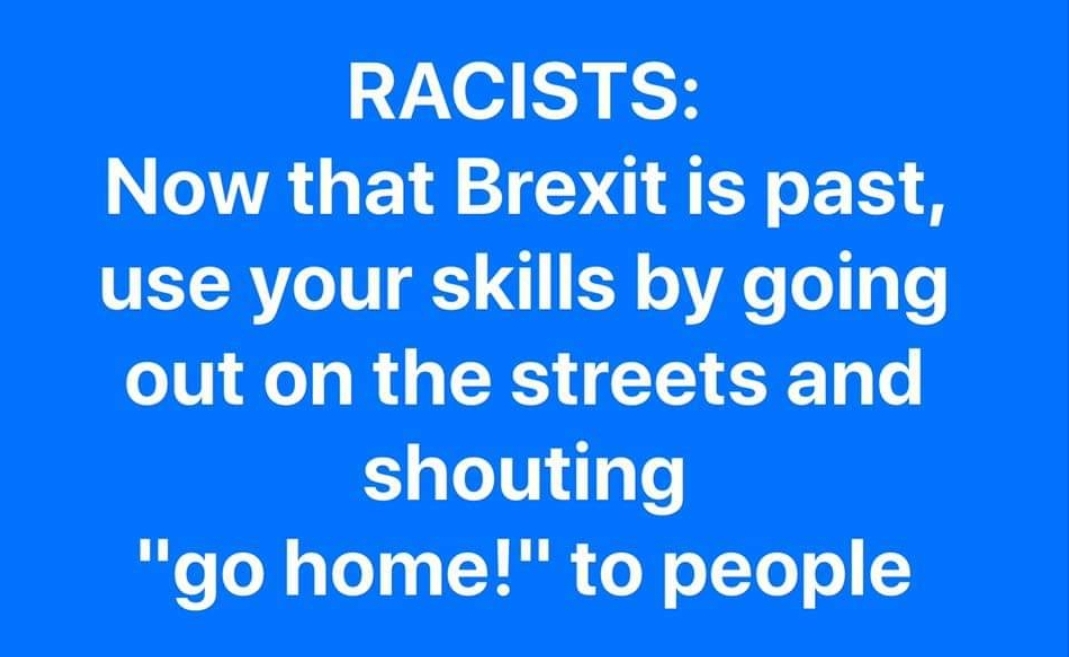 RACISTS:
Now that Brexit is past,
use your skills by going
out on the streets and
shouting
"go home!" to people